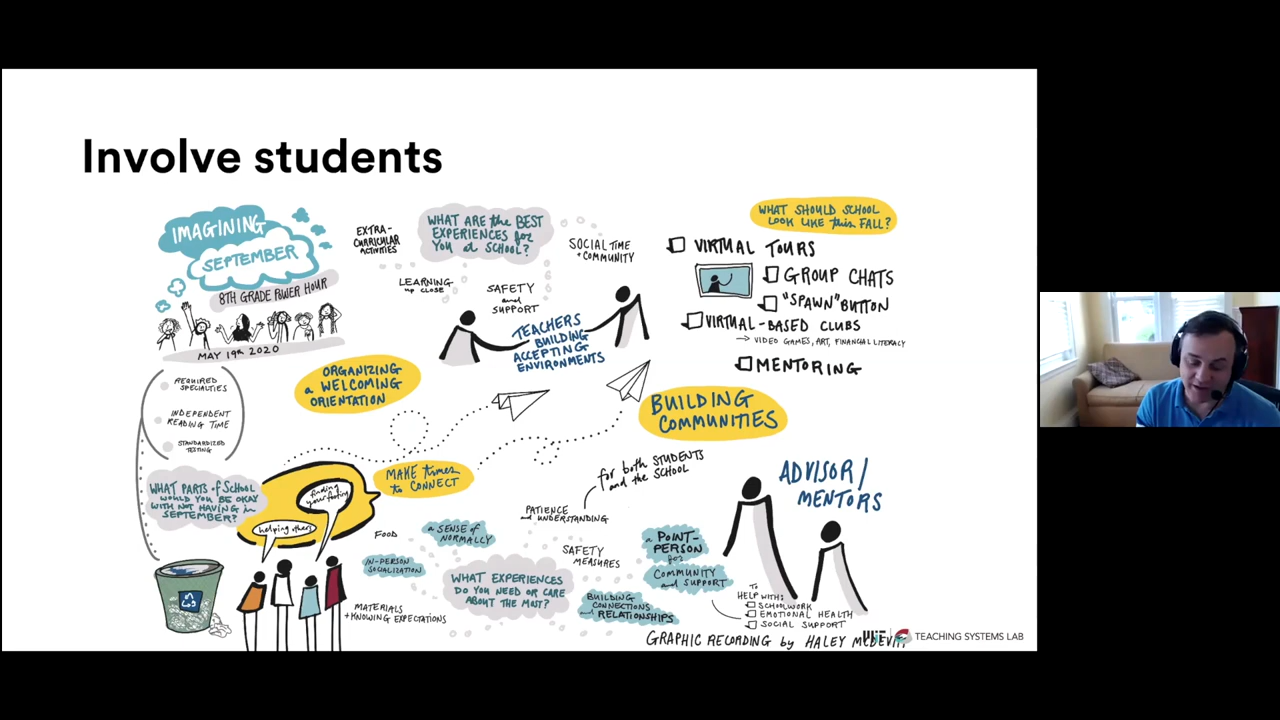 Involve students
IMAGINING
SEPTEMBER
8TH GRADE POWER HOUR
MAY 19TH 2020
EXTRA-
CURRICULAR
ACTIVITIES
WHAT ARE the BEST
EXPERIENCES for
YOU at SCHOOL?
SOCIAL TIME
+ COMMUNITY
LEARNING
up CLOSE
SAFETY
and
SUPPORT
TEACHERS
BUILDING
ACCEPTING
ENVIRONMENTS
WHAT SHOULD SCHOOL
LOOK LIKE this FALL?
VIRTUAL TOURS
GROUP CHATS
"SPAWN" BUTTON
VIRTUAL-BASED CLUBS
→ VIDEO GAMES, ART, FINANCIAL LITERACY
MENTORING
REQUIRED
SPECIALTIES
INDEPENDENT
READING TIME
STANDARDIZED
TESTING
ORGANIZING
a WELCOMING
ORIENTATION
BUILDING
COMMUNITIES
MAKE times
to CONNECT
for both STUDENTS
and the SCHOOL
PATIENCE
and UNDERSTANDING
ADVISOR/
MENTORS
WHAT PARTS of SCHOOL
WOULD YOU BE OKAY
WITH NOT HAVING in
SEPTEMBER?
finding
your footing
helping others
FOOD
a SENSE of
NORMALLY
IN-PERSON
SOCIALIZATION
SAFETY
MEASURES
WHAT EXPERIENCES
DO YOU NEED OR CARE
ABOUT THE MOST?
MATERIALS
+ KNOWING EXPECTATIONS
BUILDING
CONNECTIONS
and RELATIONSHIPS
a POINT-
PERSON
for
COMMUNITY
and SUPPORT
TO
HELP WITH:
SCHOOLWORK
EMOTIONAL HEALTH
SOCIAL SUPPORT
GRAPHIC RECORDING by HALEY
TEACHING SYSTEMS LAB